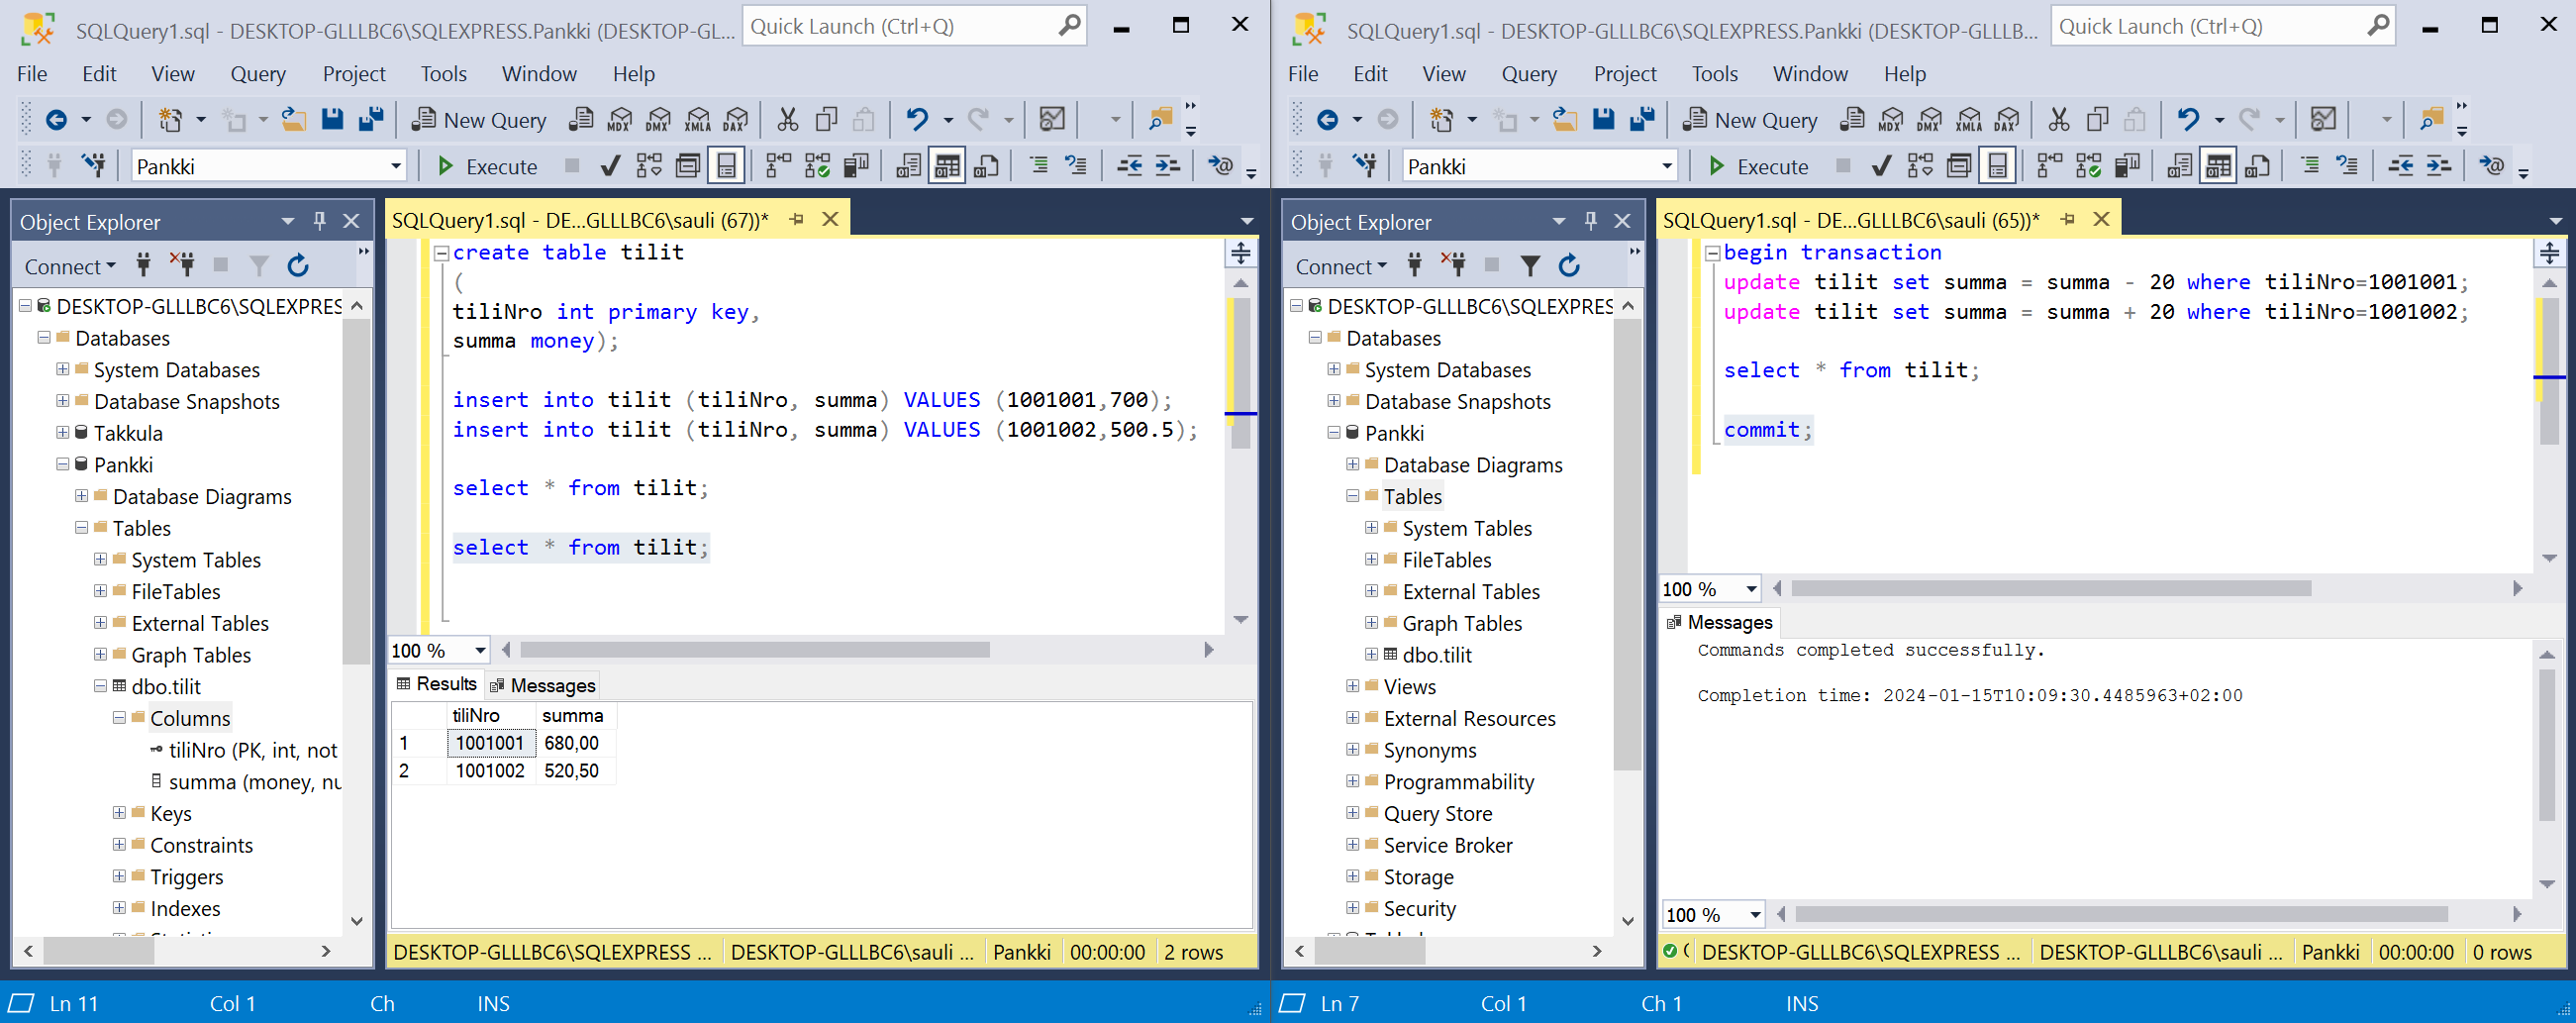 SQLQuery1.sql - DESKTOP-GLLLBC6\SQLEXPRESS.Pankki (DESKTOP-GL...
Quick Launch (Ctrl+Q)
File Edit View Query Project Tools Window Help
New Query MDX DMX XMLA DAX
Pankki Execute
Object Explorer
Connect
DESKTOP-GLLLBC6\SQLEXPRES
Databases
System Databases
Database Snapshots
Takkula
Pankki
Database Diagrams
Tables
System Tables
FileTables
External Tables
Graph Tables
dbo.tilit
Columns
tiliNro (PK, int, not
summa (money, nu
Keys
Constraints
Triggers
Indexes
SQLQuery1.sql - DE...GLLLBC6\sauli (67))*
create table tilit
(
tiliNro int primary key,
summa money);
insert into tilit (tiliNro, summa) VALUES (1001001,700);
insert into tilit (tiliNro, summa) VALUES (1001002,500.5);
select * from tilit;
select * from tilit;
100 %
Results Messages
tiliNro summa
1 1001001 680,00
2 1001002 520,50
DESKTOP-GLLLBC6\SQLEXPRESS ... DESKTOP-GLLLBC6\sauli ... Pankki 00:00:00 2 rows
Ln 11 Col 1 Ch INS
SQLQuery1.sql - DESKTOP-GLLLBC6\SQLEXPRESS.Pankki (DESKTOP-GLLLB...
Quick Launch (Ctrl+Q)
File Edit View Query Project Tools Window Help
New Query MDX DMX XMLA DAX
Pankki Execute
Object Explorer
Connect
DESKTOP-GLLLBC6\SQLEXPRES
Databases
System Databases
Database Snapshots
Pankki
Database Diagrams
Tables
System Tables
FileTables
External Tables
Graph Tables
dbo.tilit
Views
External Resources
Synonyms
Programmability
Query Store
Service Broker
Storage
Security
SQLQuery1.sql - DE...GLLLBC6\sauli (65))*
begin transaction
update tilit set summa = summa - 20 where tiliNro=1001001;
update tilit set summa = summa + 20 where tiliNro=1001002;
select * from tilit;
commit;
100 %
Messages
Commands completed successfully.
Completion time: 2024-01-15T10:09:30.4485963+02:00
100 %
DESKTOP-GLLLBC6\SQLEXPRESS ... DESKTOP-GLLLBC6\sauli ... Pankki 00:00:00 0 rows
Ln 7 Col 1 Ch 1 INS